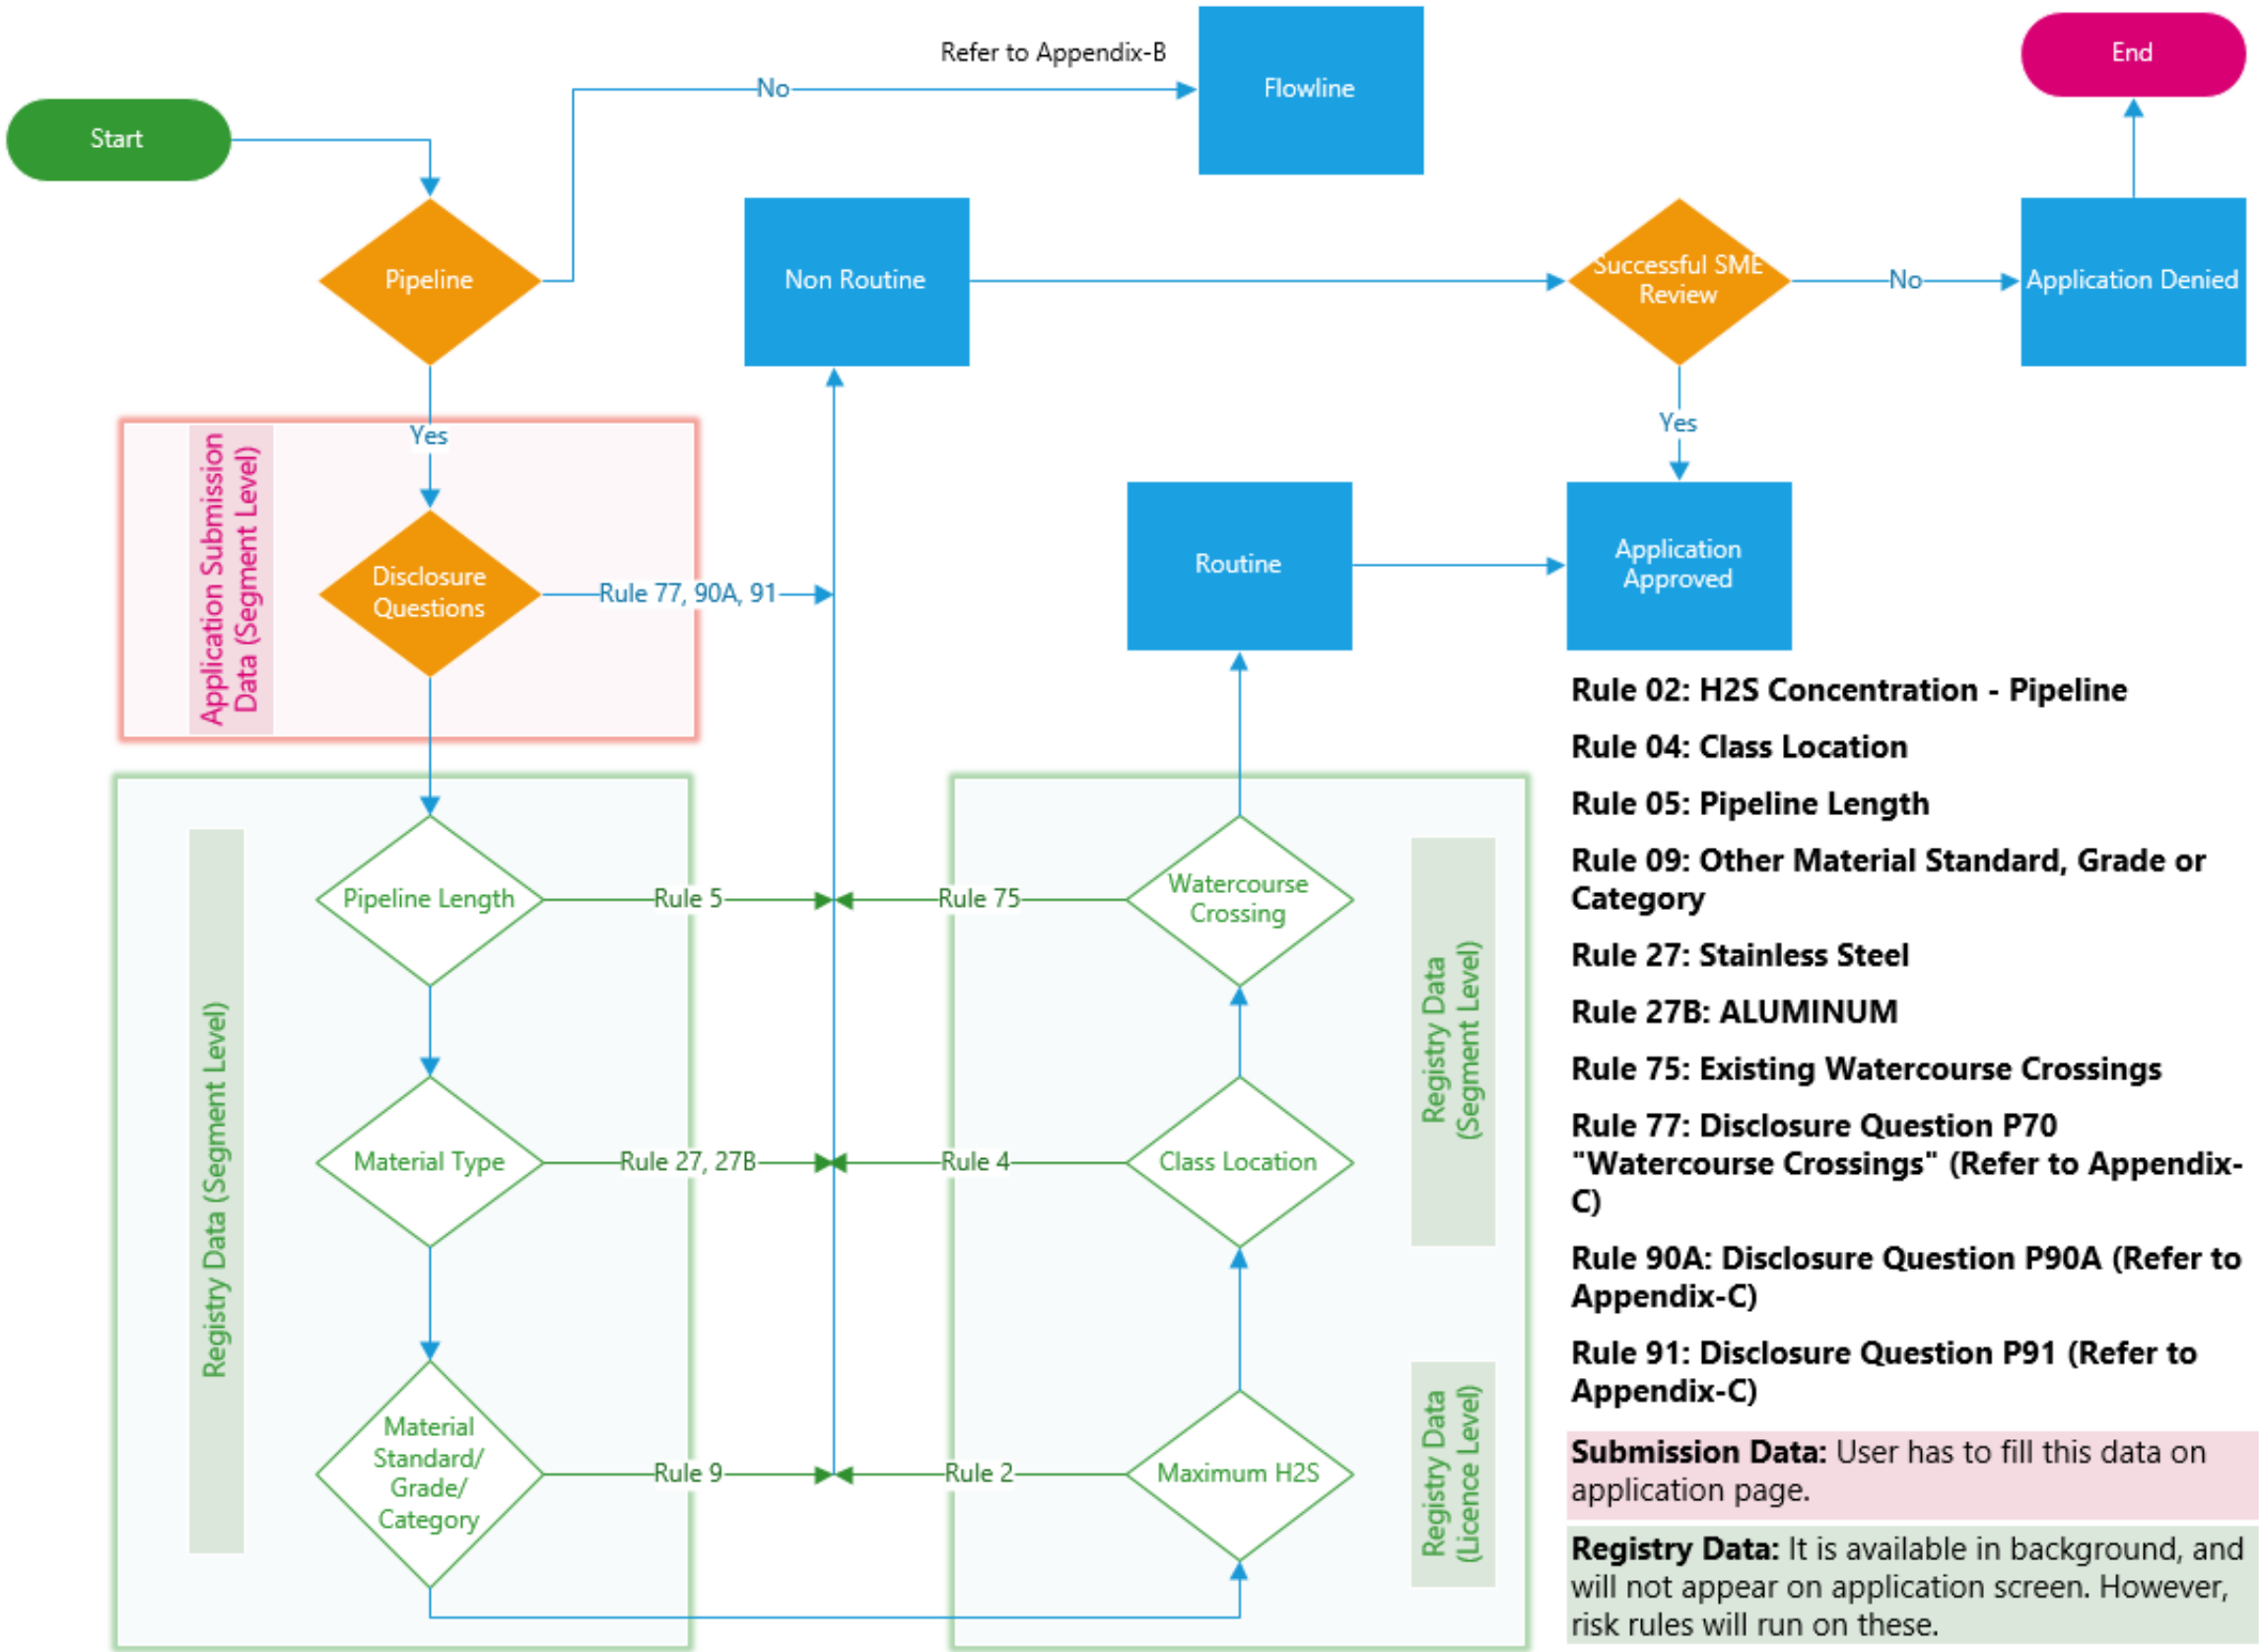 Refer to Appendix-B
No
Flowline
End
Start
Pipeline
Non Routine
Successful SME
Review
No
Application Denied
Yes
Yes
Application Submission
Data (Segment Level)
Disclosure
Questions
Rule 77, 90A, 91
Routine
Application
Approved
Registry Data (Segment Level)
Pipeline Length
Rule 5
Rule 75
Watercourse
Crossing
Registry Data
(Segment Level)
Material Type
Rule 27, 27B
Rule 4
Class Location
Material
Standard/
Grade/
Category
Rule 9
Rule 2
Maximum H2S
Registry Data
(Licence Level)
Rule 02: H2S Concentration - Pipeline
Rule 04: Class Location
Rule 05: Pipeline Length
Rule 09: Other Material Standard, Grade or
Category
Rule 27: Stainless Steel
Rule 27B: ALUMINUM
Rule 75: Existing Watercourse Crossings
Rule 77: Disclosure Question P70
"Watercourse Crossings" (Refer to Appendix-
C)
Rule 90A: Disclosure Question P90A (Refer to
Appendix-C)
Rule 91: Disclosure Question P91 (Refer to
Appendix-C)
Submission Data: User has to fill this data on
application page.
Registry Data: It is available in background, and
will not appear on application screen. However,
risk rules will run on these.